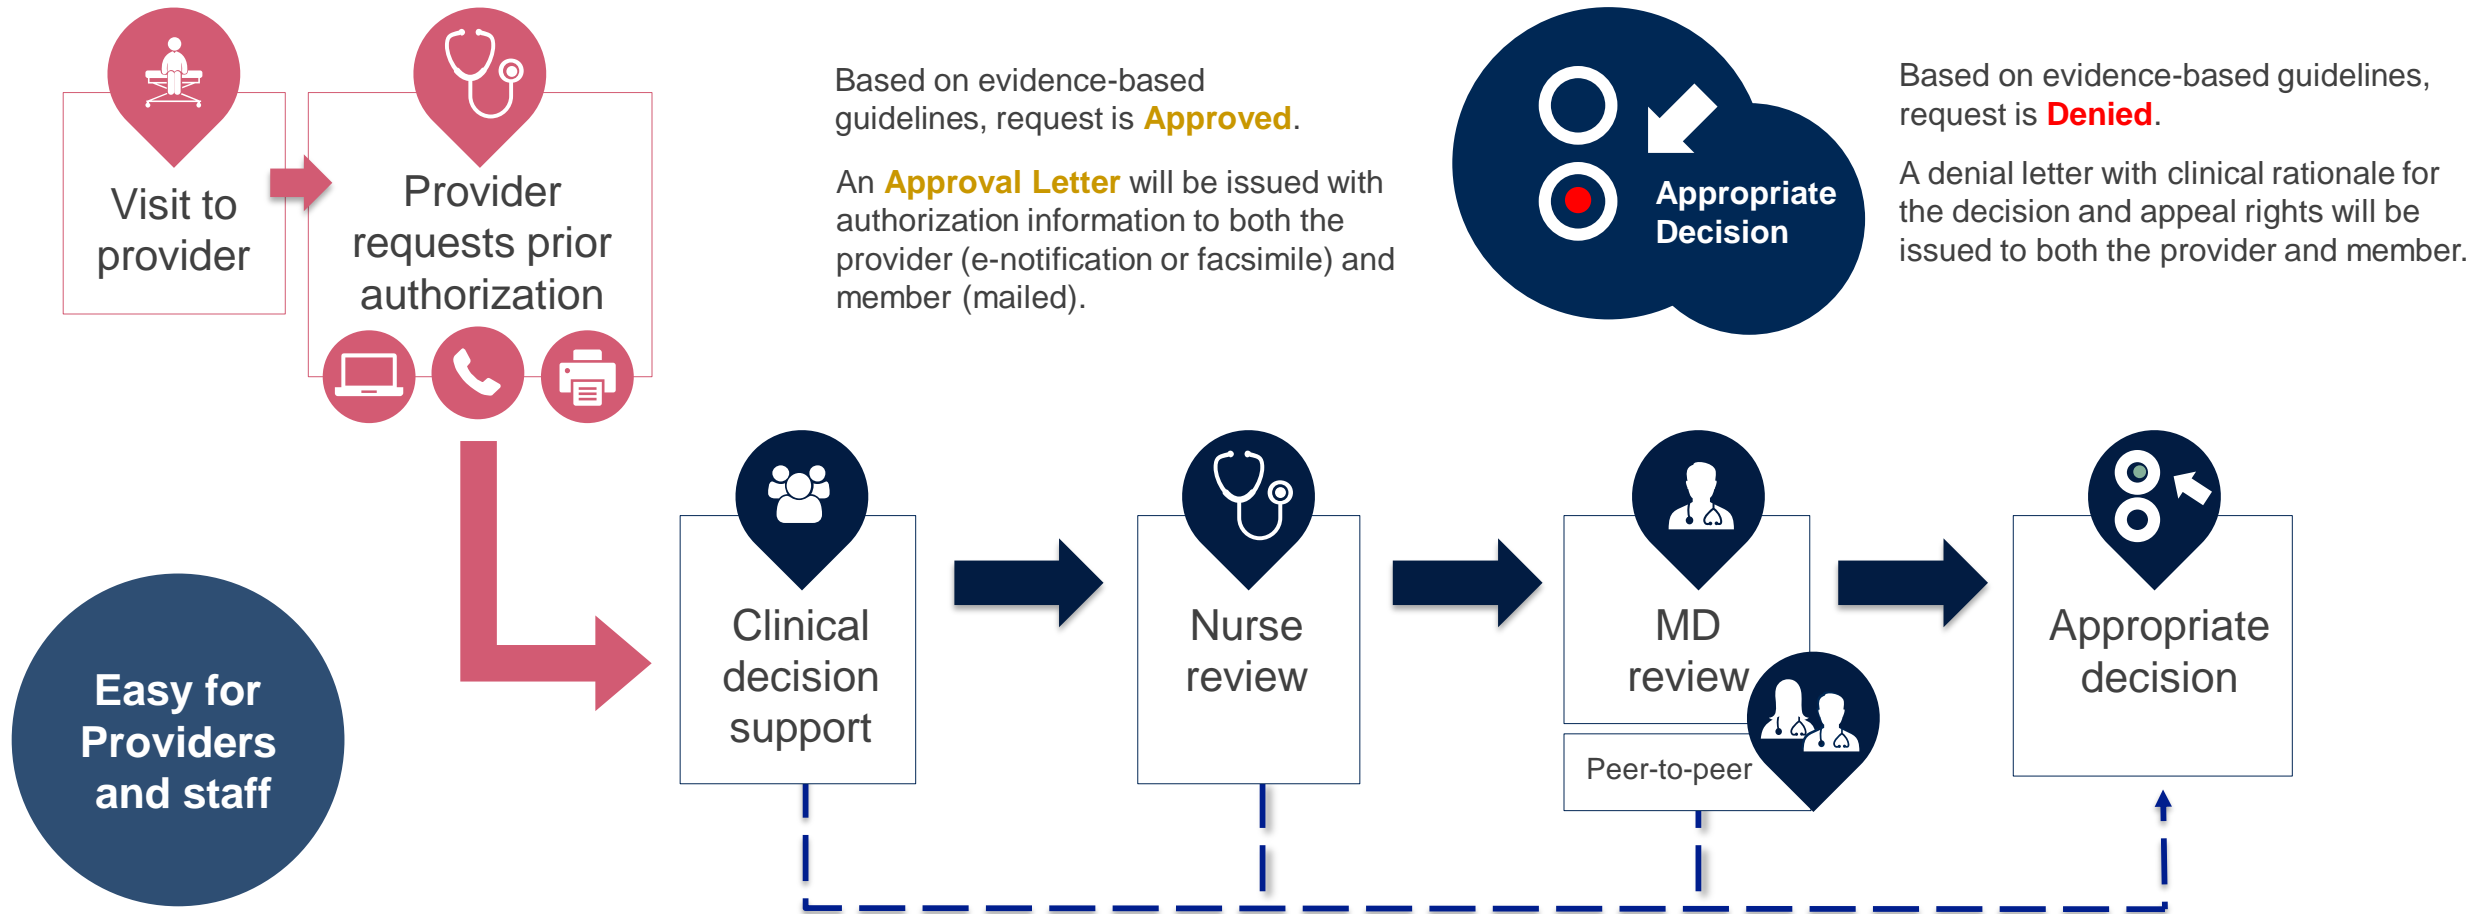 Visit to
provider
Provider
requests prior
authorization
Based on evidence-based
guidelines, request is Approved.
An Approval Letter will be issued with
authorization information to both the
provider (e-notification or facsimile) and
member (mailed).
Appropriate
Decision
Based on evidence-based guidelines,
request is Denied.
A denial letter with clinical rationale for
the decision and appeal rights will be
issued to both the provider and member.
Easy for
Providers
and staff
Clinical
decision
support
Nurse
review
MD
review
Peer-to-peer
Appropriate
decision